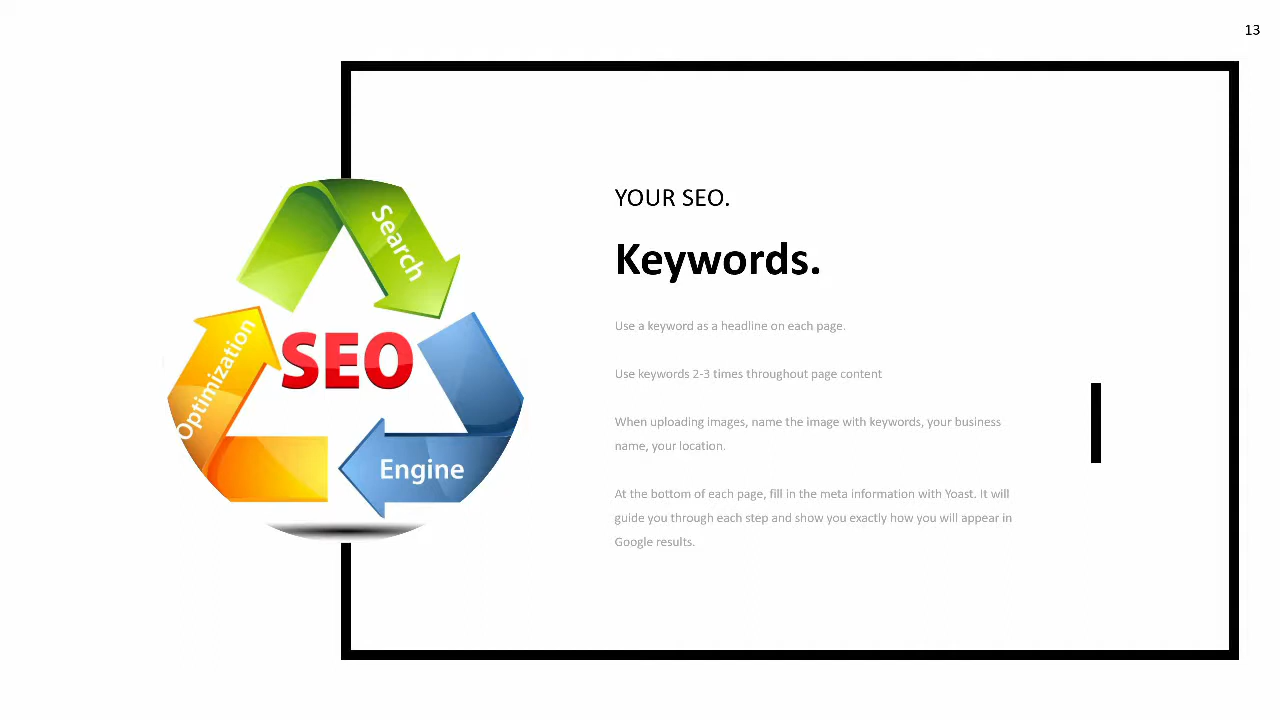 13
YOUR SEO.
Keywords.
Use a keyword as a headline on each page.
Use keywords 2-3 times throughout page content
When uploading images, name the image with keywords, your business
name, your location.
At the bottom of each page, fill in the meta information with Yoast. It will
guide you through each step and show you exactly how you will appear in
Google results.
Search
SEO
Optimization
Engine